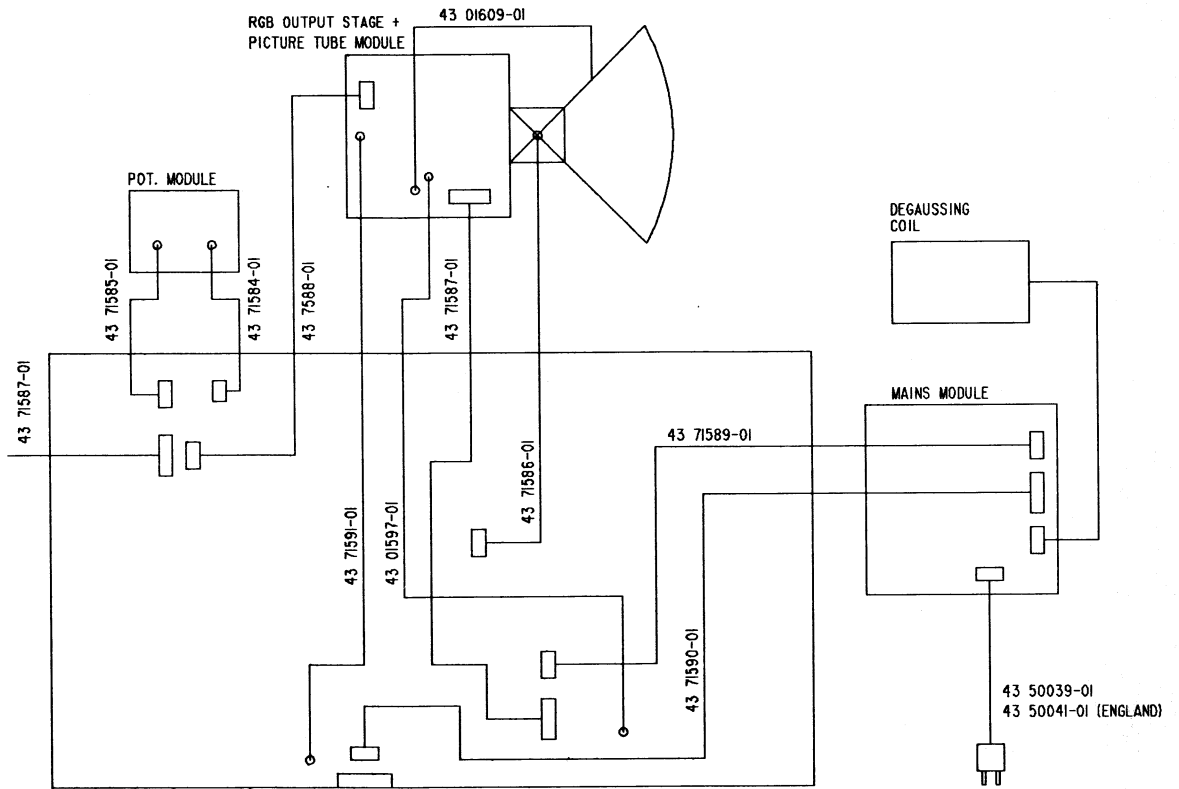 43 01609-01
RGB OUTPUT STAGE +
PICTURE TUBE MODULE
POT. MODULE
DEGAUSSING
COIL
43 71585-01
43 71584-01
43 7588-01
43 71587-01
43 71587-01
MAINS MODULE
43 71589-01
43 71586-01
43 71591-01
43 01597-01
43 71590-01
43 50039-01
43 50041-01 (ENGLAND)